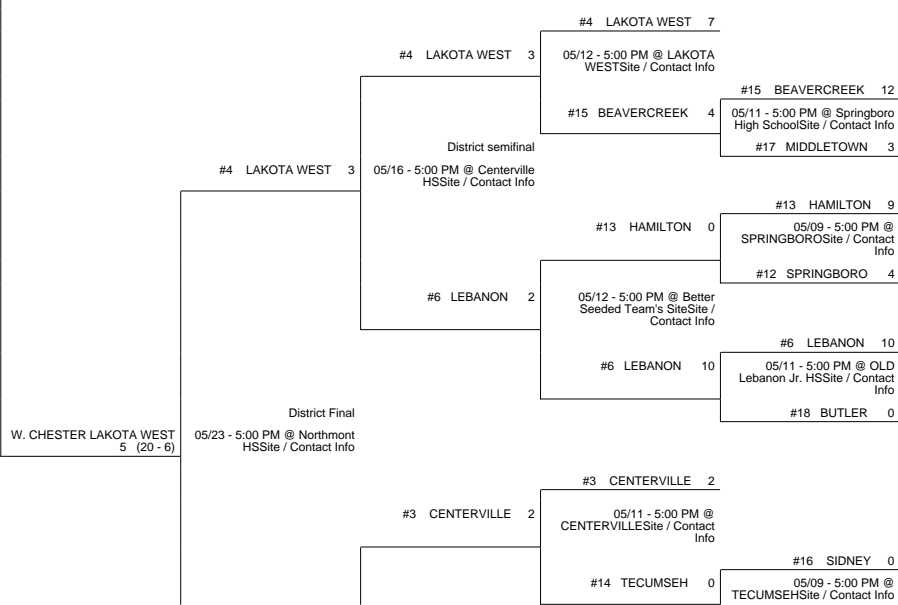 #4 LAKOTA WEST 7
#4 LAKOTA WEST 3
05/12 - 5:00 PM @ LAKOTA
WESTSite / Contact Info
#15 BEAVERCREEK 12
#15 BEAVERCREEK 4
05/11 - 5:00 PM @ Springboro
High SchoolSite / Contact Info
#17 MIDDLETOWN 3
District semifinal
#4 LAKOTA WEST 3
05/16 - 5:00 PM @ Centerville
HSSite / Contact Info
#13 HAMILTON 9
#13 HAMILTON 0
05/09 - 5:00 PM @
SPRINGBOROSite / Contact
Info
#12 SPRINGBORO 4
#6 LEBANON 2
05/12 - 5:00 PM @ Better
Seeded Team's SiteSite /
Contact Info
#6 LEBANON 10
#6 LEBANON 10
05/11 - 5:00 PM @ OLD
Lebanon Jr. HSSite / Contact
Info
#18 BUTLER 0
District Final
W. CHESTER LAKOTA WEST
5 (20 - 6)
05/23 - 5:00 PM @ Northmont
HSSite / Contact Info
#3 CENTERVILLE 2
#3 CENTERVILLE 2
05/11 - 5:00 PM @
CENTERVILLESite / Contact
Info
#16 SIDNEY 0
#14 TECUMSEH 0
05/09 - 5:00 PM @
TECUMSEHSite / Contact Info